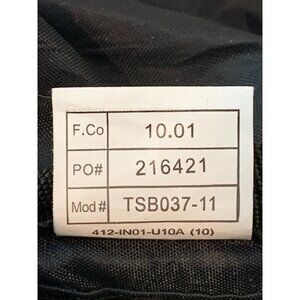 F.Co 10.01
PO# 216421
Mod # TSB037-11
412-IN01-U10A (10)